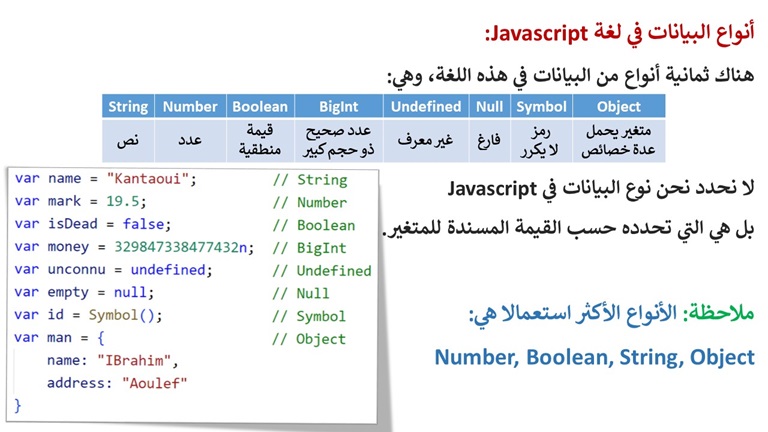 أنواع البيانات في لغة Javascript:
هناك ثمانية أنواع من البيانات في هذه اللغة، وهي:
String Number Boolean BigInt Undefined Null Symbol Object
نص عدد قيمة منطقية عدد صحيح ذو حجم كبير غير معرف فارغ رمز لا يكرر متغير يحمل عدة خصائص
لا نحدد نحن نوع البيانات في Javascript
بل هي التي تحدده حسب القيمة المسندة للمتغير.
ملاحظة: الأنواع الأكثر استعمالا هي:
Number, Boolean, String, Object
var name = "Kantaoui"; // String
var mark = 19.5; // Number
var isDead = false; // Boolean
var money = 329847338477432n; // BigInt
var unconnu = undefined; // Undefined
var empty = null; // Null
var id = Symbol(); // Symbol
var man = { // Object
name: "IBrahim",
address: "Aoulef"
}